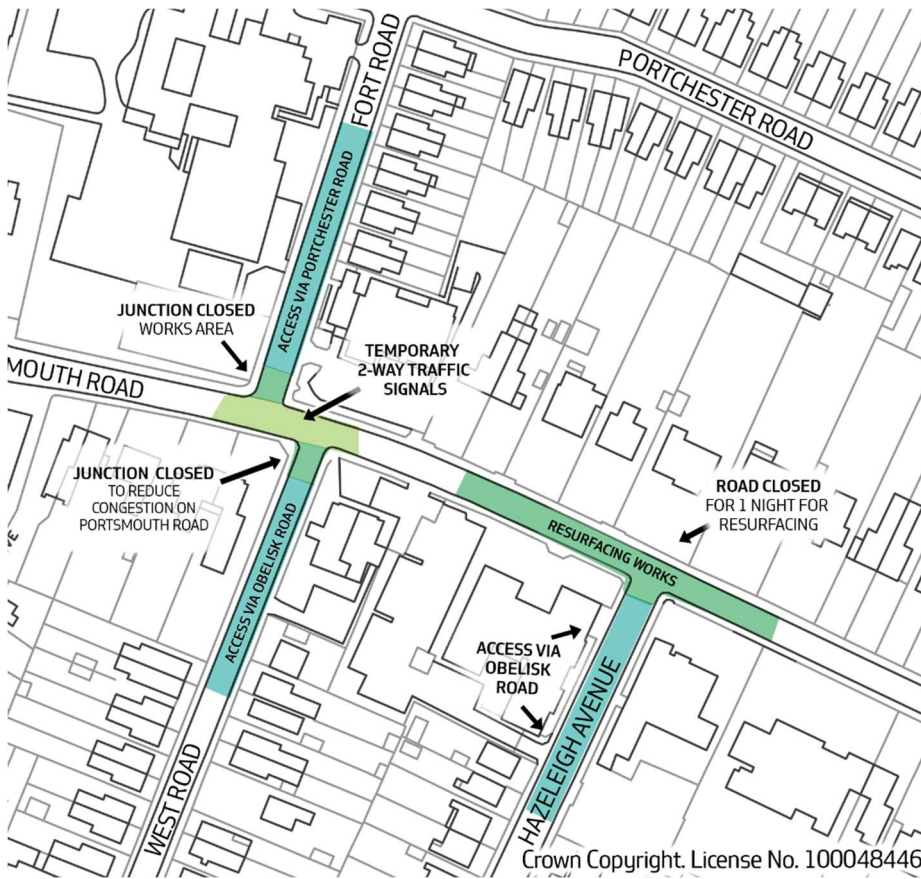 FORT ROAD
PORTCHESTER ROAD
ACCESS VIA PORTCHESTER ROAD
JUNCTION CLOSED
WORKS AREA
TEMPORARY
2-WAY TRAFFIC
SIGNALS
MOUTH ROAD
JUNCTION CLOSED
TO REDUCE
CONGESTION ON
PORTSMOUTH ROAD
ROAD CLOSED
FOR 1 NIGHT FOR
RESURFACING
RESURFACING WORKS
VE
ACCESS VIA OBELISK ROAD
ACCESS VIA
OBELISK
ROAD
HAZELEIGH AVENUE
WEST ROAD
Crown Copyright. License No. 100048446